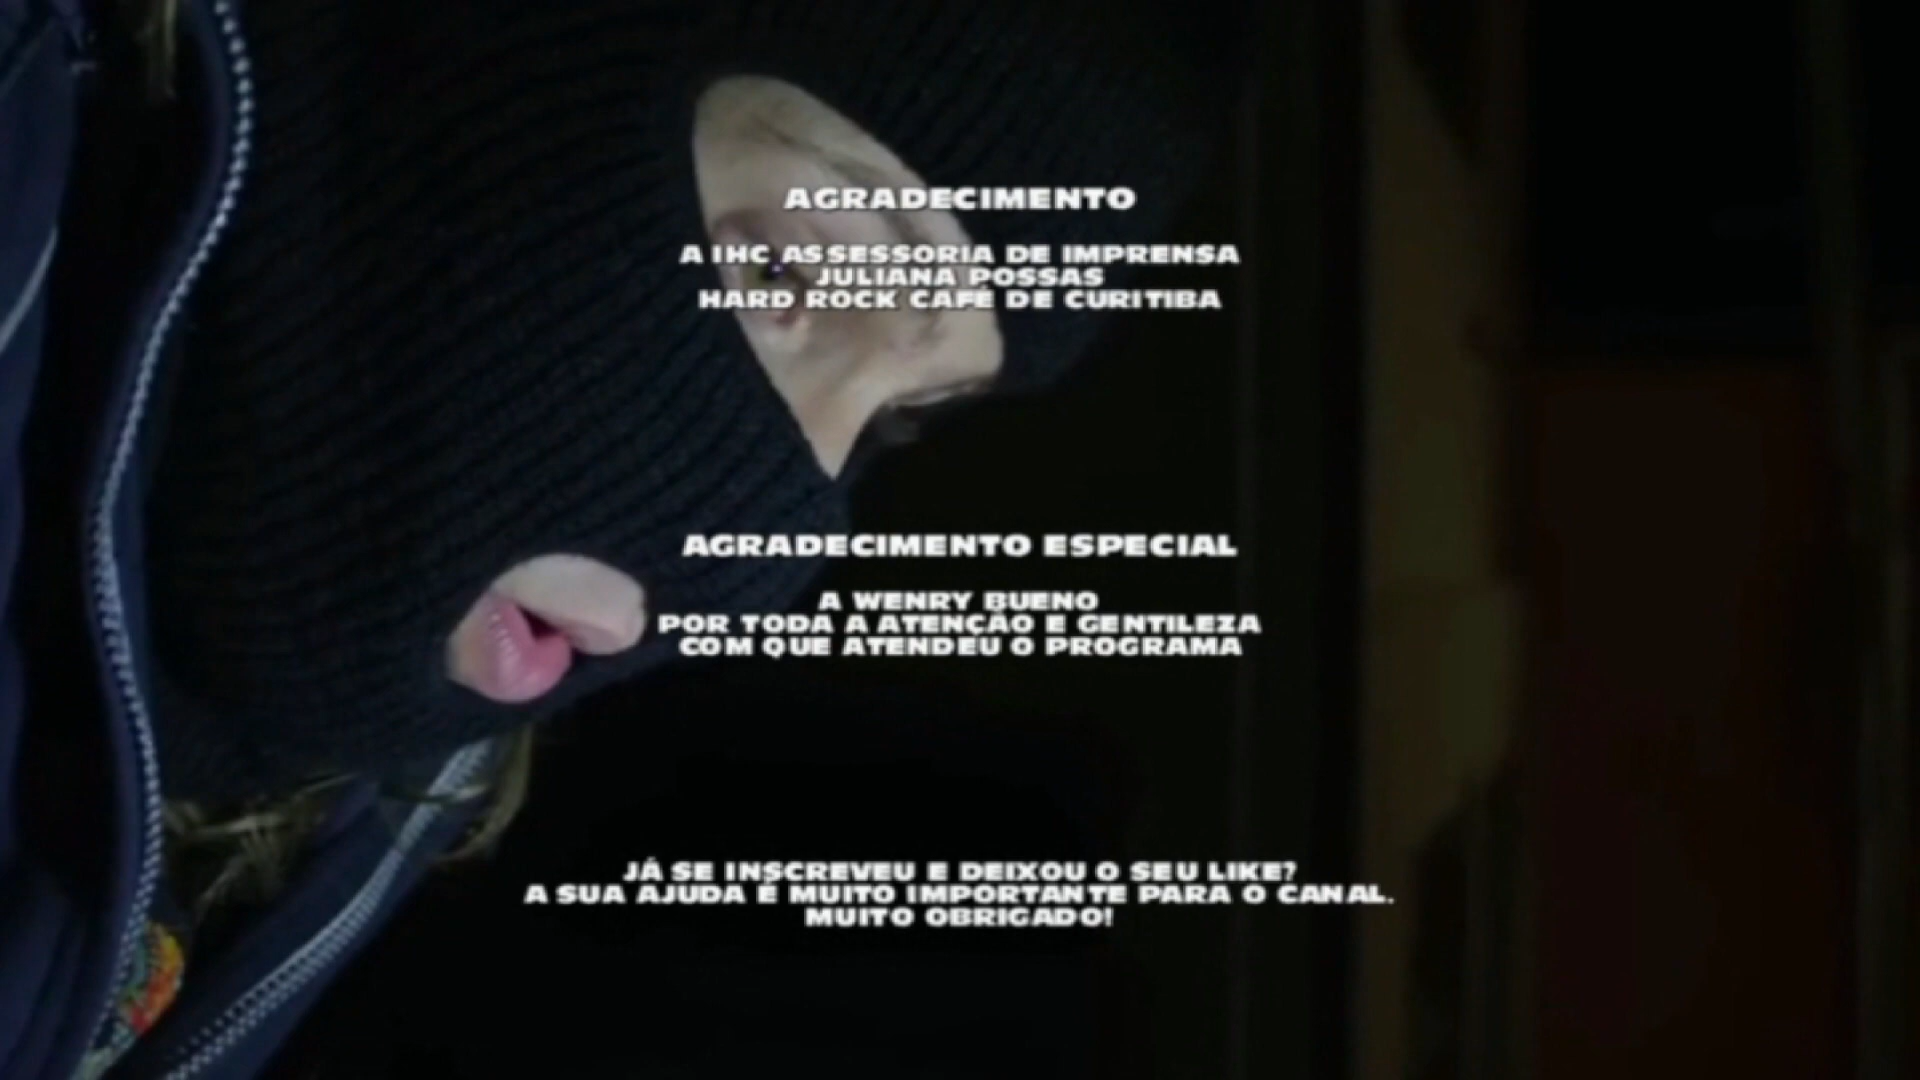 AGRADECIMENTO
A IHC ASSESSORIA DE IMPRENSA
JULIANA POSSAS
HARD ROCK CAFÉ DE CURITIBA
AGRADECIMENTO ESPECIAL
A WENRY BUENO
POR TODA A ATENÇÃO E GENTILEZA
COM QUE ATENDEU O PROGRAMA
JÁ SE INSCREVEU E DEIXOU O SEU LIKE?
A SUA AJUDA É MUITO IMPORTANTE PARA O CANAL.
MUITO OBRIGADO!